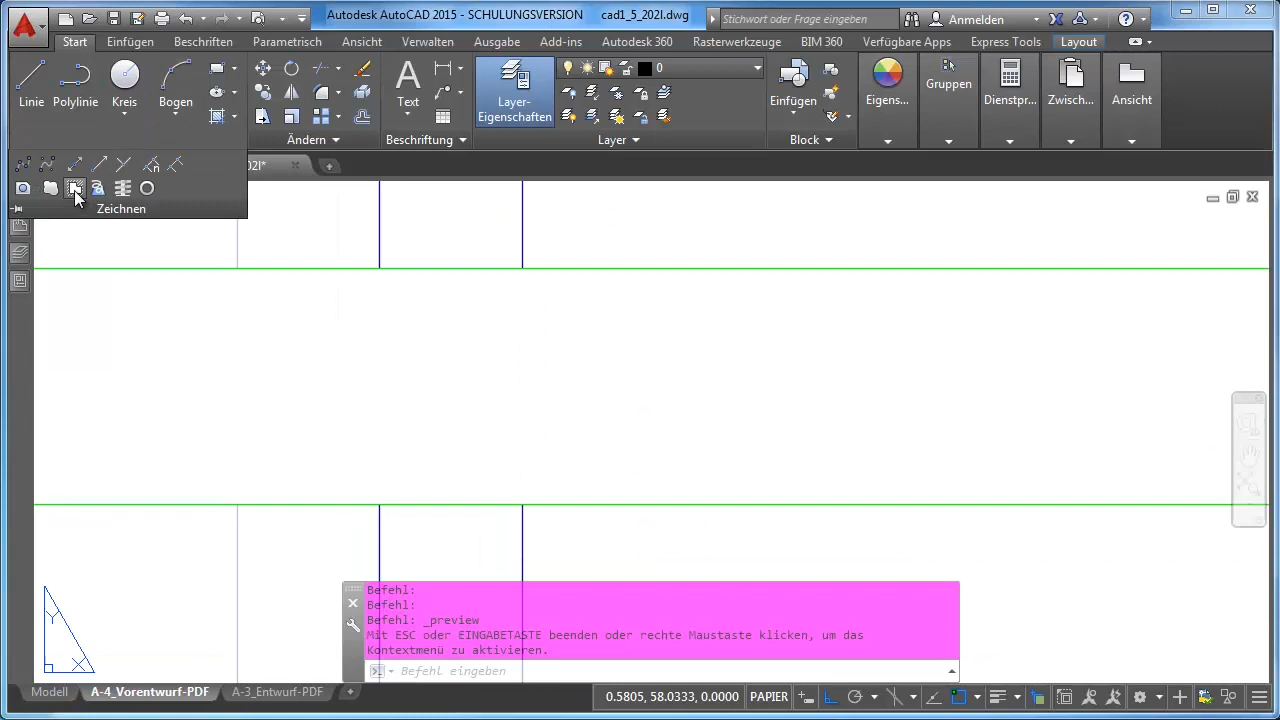 Autodesk AutoCAD 2015 - SCHULUNGSVERSION cad1_5_202l.dwg Stichwort oder Frage eingeben Anmelden
Start Einfügen Beschriften Parametrisch Ansicht Verwalten Ausgabe Add-ins Autodesk 360 Rasterwerkzeuge BIM 360 Verfügbare Apps Express Tools Layout
0
Linie Polylinie Kreis Bogen Text Layer-Eigenschaften Einfügen Eigens... Gruppen Dienstpr... Zwisch... Ansicht
Ändern Beschriftung Layer Block
02l*
Zeichnen
Y
X
Befehl:
Befehl:
Befehl: _preview
Mit ESC oder EINGABETASTE beenden oder rechte Maustaste klicken, um das
Kontextmenü zu aktivieren.
Befehl eingeben
Modell A-4_Vorentwurf-PDF A-3_Entwurf-PDF 0.5805, 58.0333, 0.0000 PAPIER